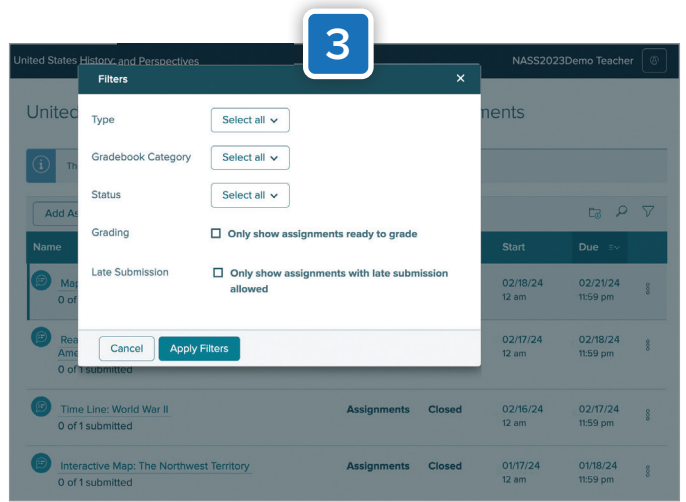 3
United States History: and Perspectives
NASS2023Demo Teacher
Filters
Type
Select all
Gradebook Category
Select all
Status
Select all
Grading
Only show assignments ready to grade
Late Submission
Only show assignments with late submission
allowed
Cancel
Apply Filters
United
ments
Th
Add As
Name
Start
Due
Map
0 of
02/18/24
12 am
02/21/24
11:59 pm
Rea
Ame
0 of 1 submitted
02/17/24
12 am
02/18/24
11:59 pm
Time Line: World War II
0 of 1 submitted
Assignments
Closed
02/16/24
12 am
02/17/24
11:59 pm
Interactive Map: The Northwest Territory
0 of 1 submitted
Assignments
Closed
01/17/24
12 am
01/18/24
11:59 pm